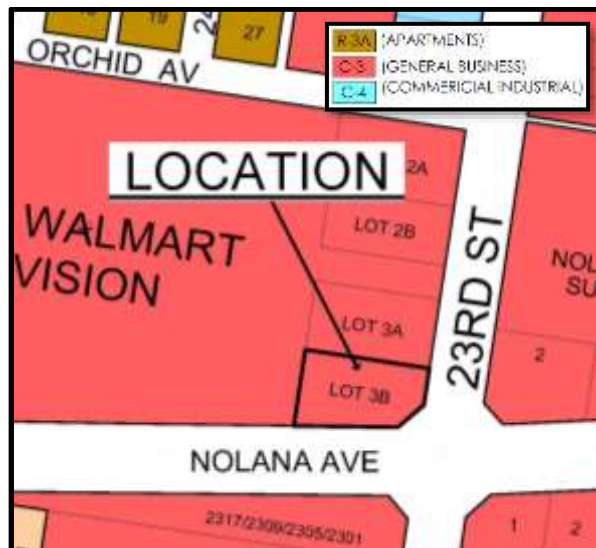 19
24
27
ORCHID AV
R-3A (APARTMENTS)
C-3 (GENERAL BUSINESS)
C-4 (COMMERICIAL INDUSTRIAL)
LOCATION
2A
LOT 2B
WALMART
VISION
23RD ST
NOL
SU
LOT 3A
2
LOT 3B
NOLANA AVE
2317/2309/2305/2301
1
2